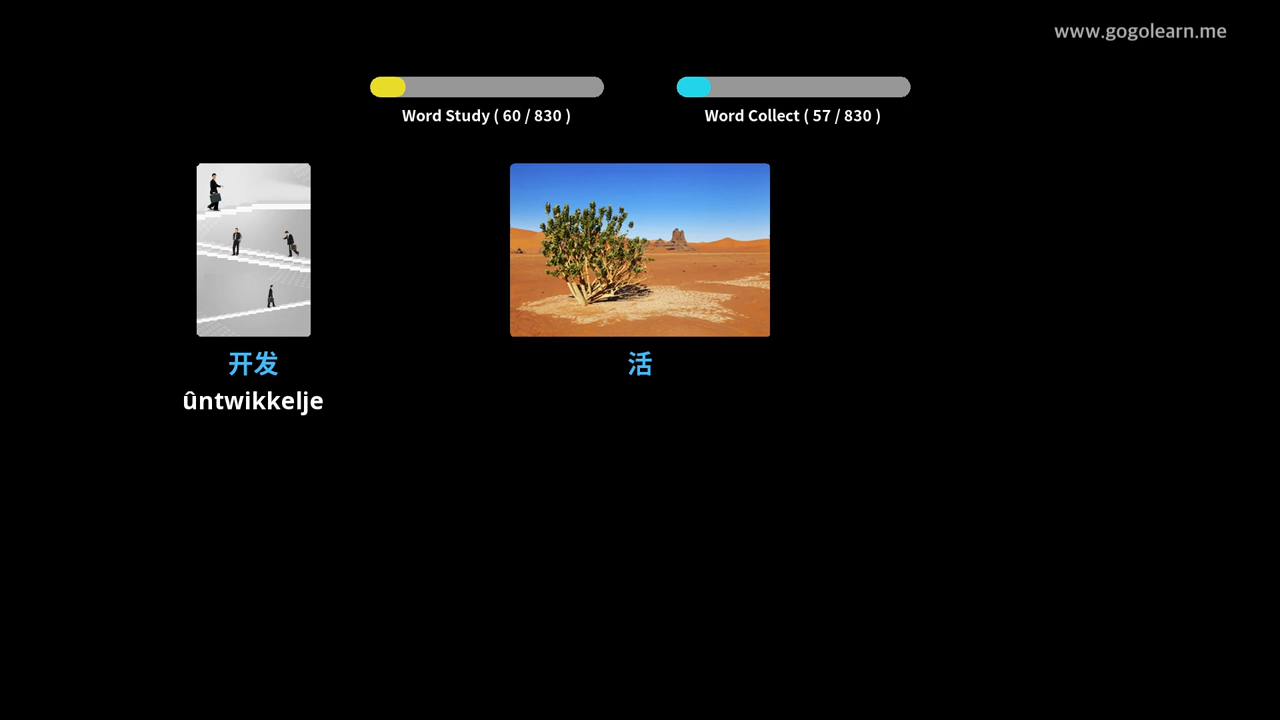 www.gogolearn.me
Word Study ( 60 / 830 )
Word Collect ( 57 / 830 )
开发
ûntwikkelje
活